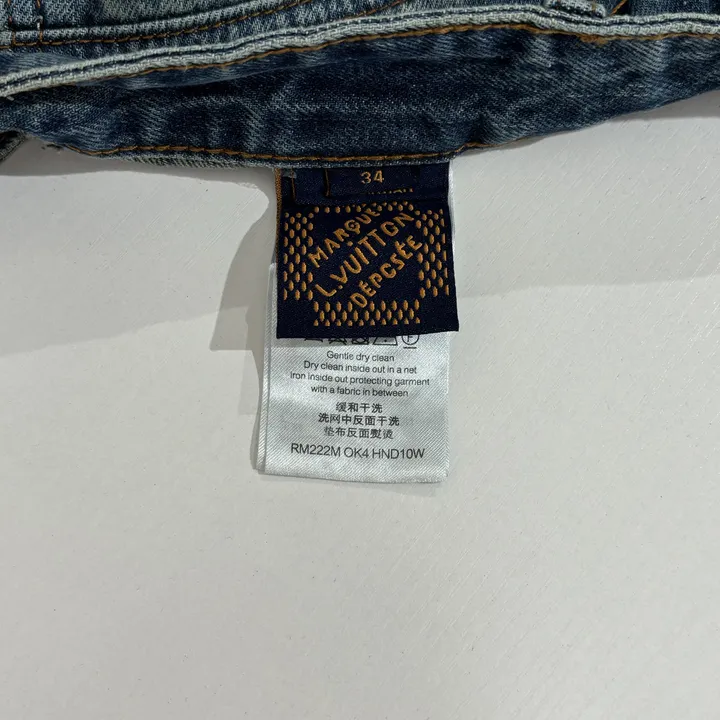 34
MARQUE
L.VUITTON
DÉPOSÉE
Gentle dry clean
Dry clean inside out in a net
iron inside out protecting garment
with a fabric in between
缓和干洗
洗网中反面干洗
垫布反面熨烫
RM222M OK4 HND10W